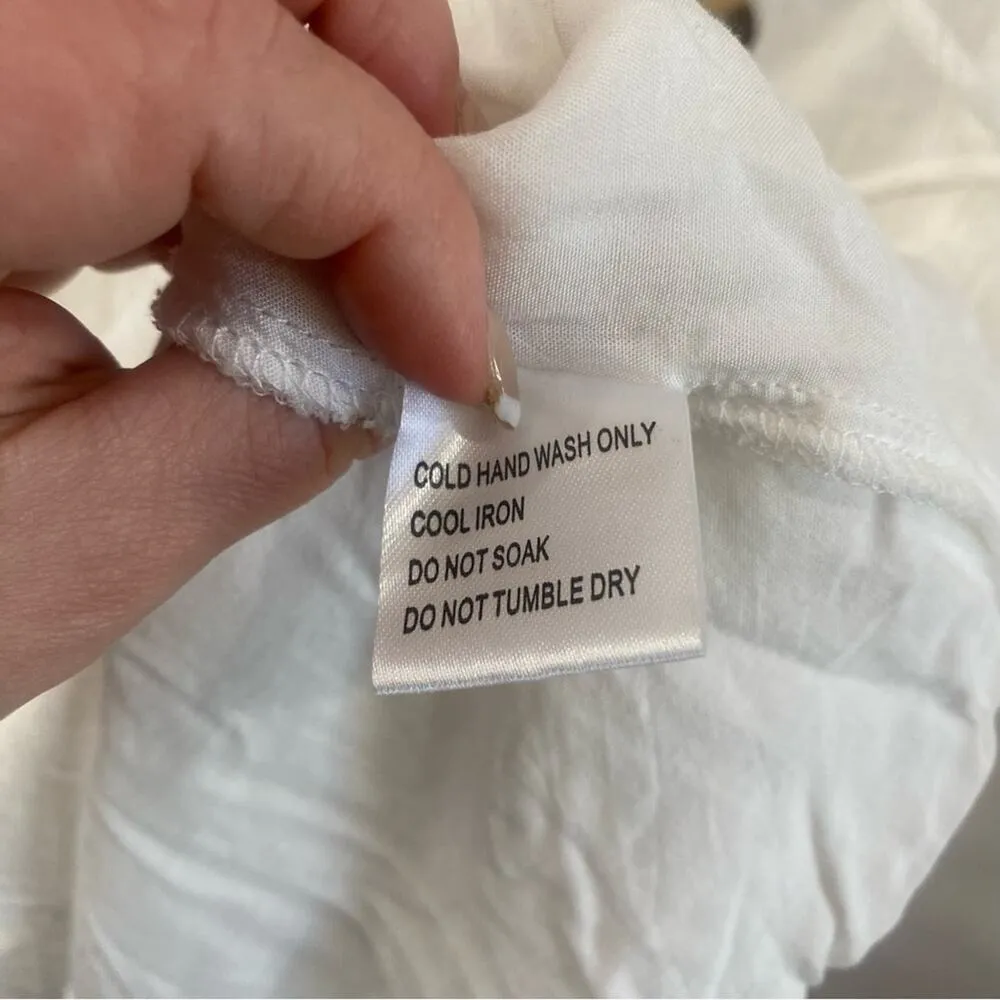 COLD HAND WASH ONLY
COOL IRON
DO NOT SOAK
DO NOT TUMBLE DRY